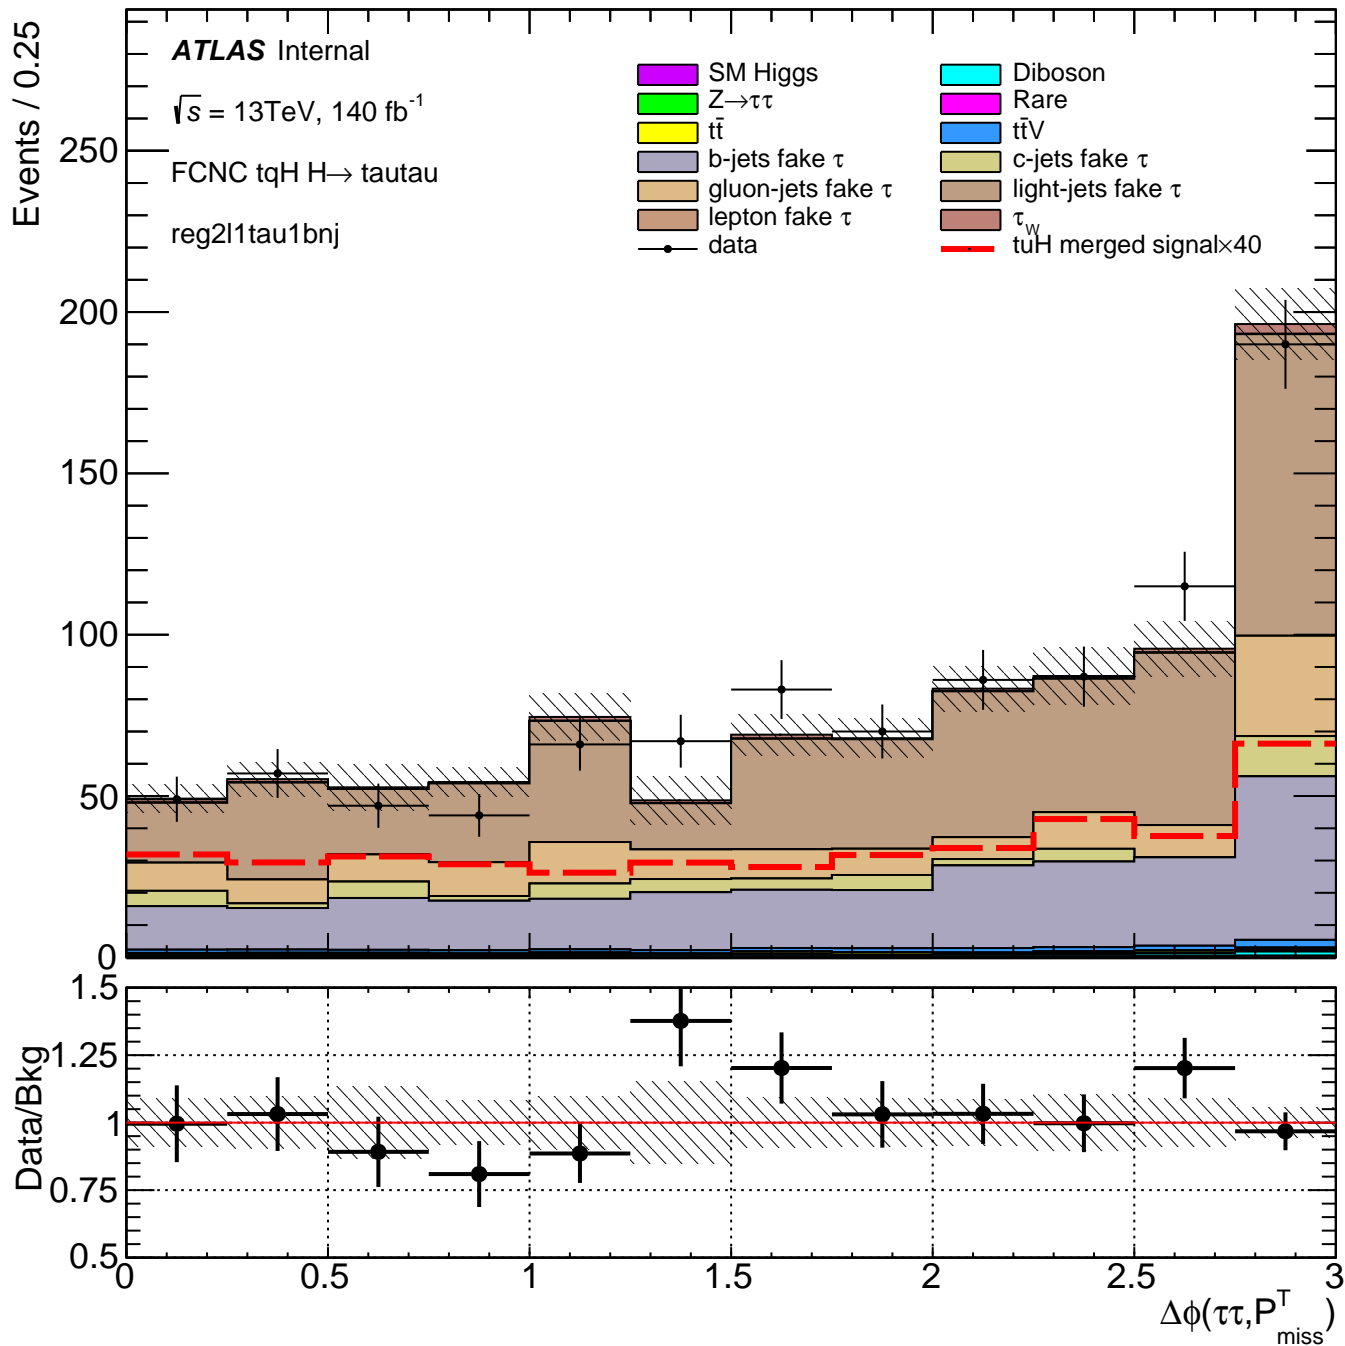 Events / 0.25
ATLAS Internal
√s = 13TeV, 140 fb⁻¹
FCNC tqH H→ tautau
reg2l1tau1bnj
SM Higgs
Diboson
Z→ττ
Rare
tt̄
tt̄V
b-jets fake τ
c-jets fake τ
gluon-jets fake τ
light-jets fake τ
lepton fake τ
τ_W
data
tuH merged signal×40
250
200
150
100
50
0
Data/Bkg
1.5
1.25
1
0.75
0.5
0 0.5 1 1.5 2 2.5 3
Δϕ(ττ,P^T_miss)